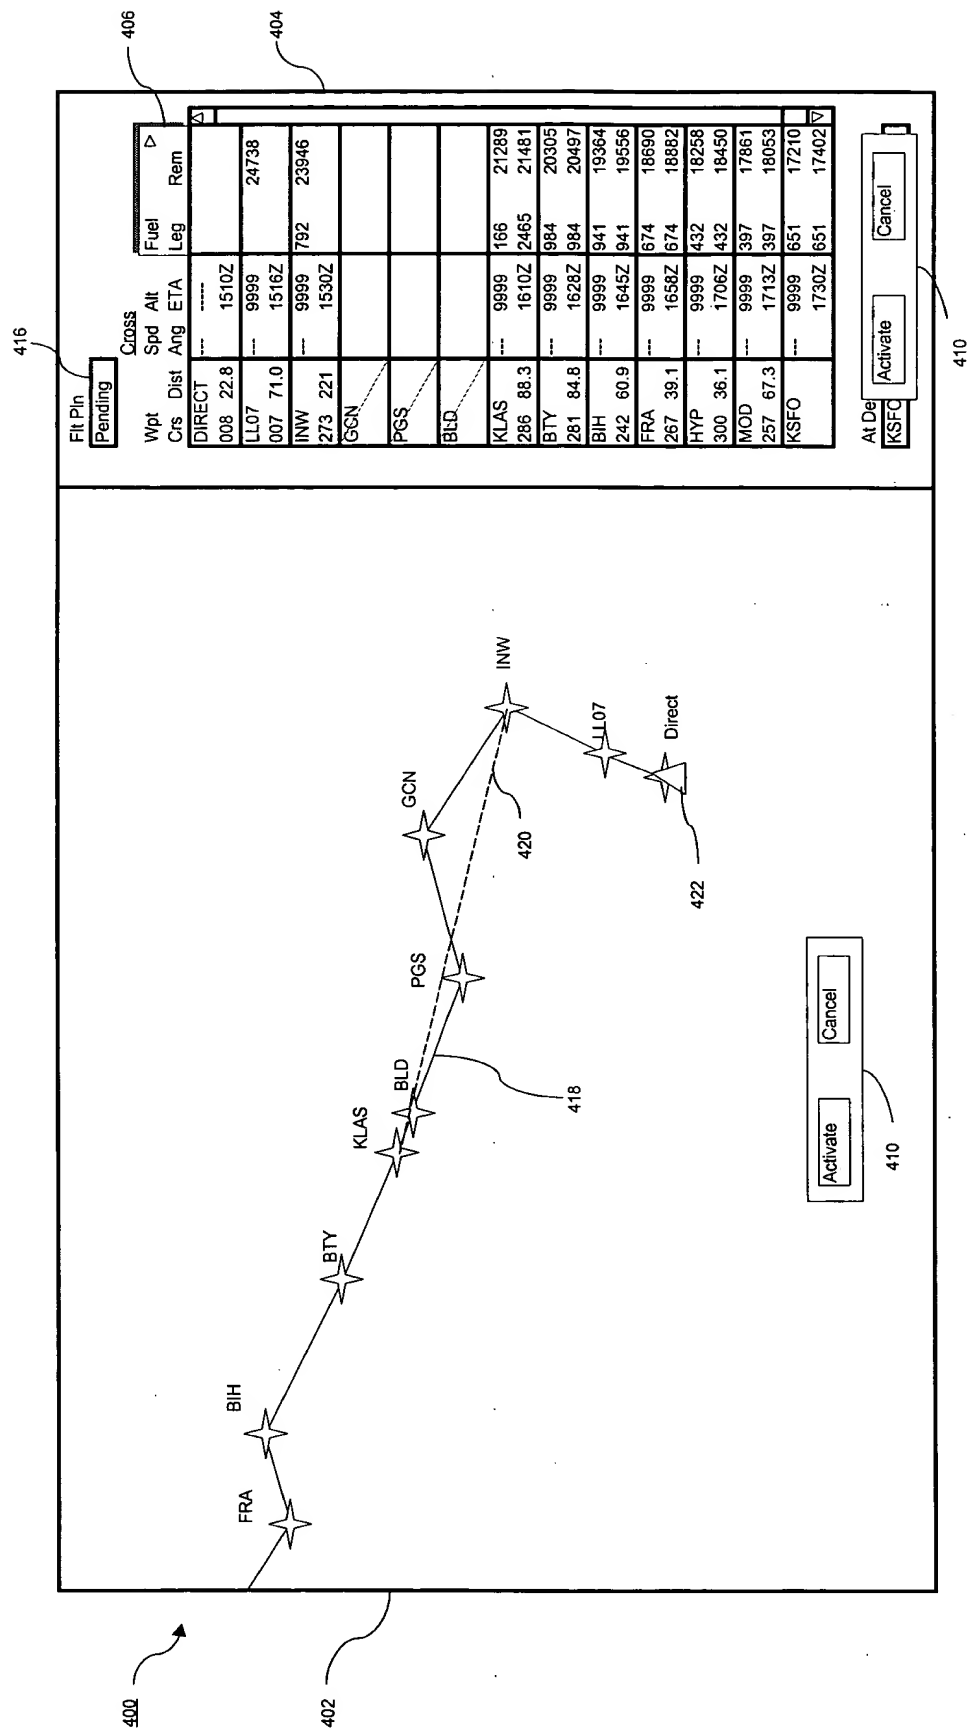 400
402
404
406
416
Flt Pln
Pending
Cross
Wpt Spd Alt Fuel ▷
Crs Dist Ang ETA Leg Rem
DIRECT --- -----
008 22.8 1510Z
LL07 --- 9999
007 71.0 1516Z 24738
INW --- 9999 792
273 221 1530Z 23946
GCN
PGS
BLD
KLAS --- 9999 166 21289
286 88.3 1610Z 2465 21481
BTY --- 9999 984 20305
281 84.8 1628Z 984 20497
BIH --- 9999 941 19364
242 60.9 1645Z 941 19556
FRA --- 9999 674 18690
267 39.1 1658Z 674 18882
HYP --- 9999 432 18258
300 36.1 1706Z 432 18450
MOD --- 9999 397 17861
257 67.3 1713Z 397 18053
KSFO --- 9999 651 17210
1730Z 651 17402
At De
KSFO
Activate Cancel
410
FRA
BIH
BTY
KLAS
BLD
PGS
GCN
INW
LL07
Direct
418
420
422
Activate Cancel
410